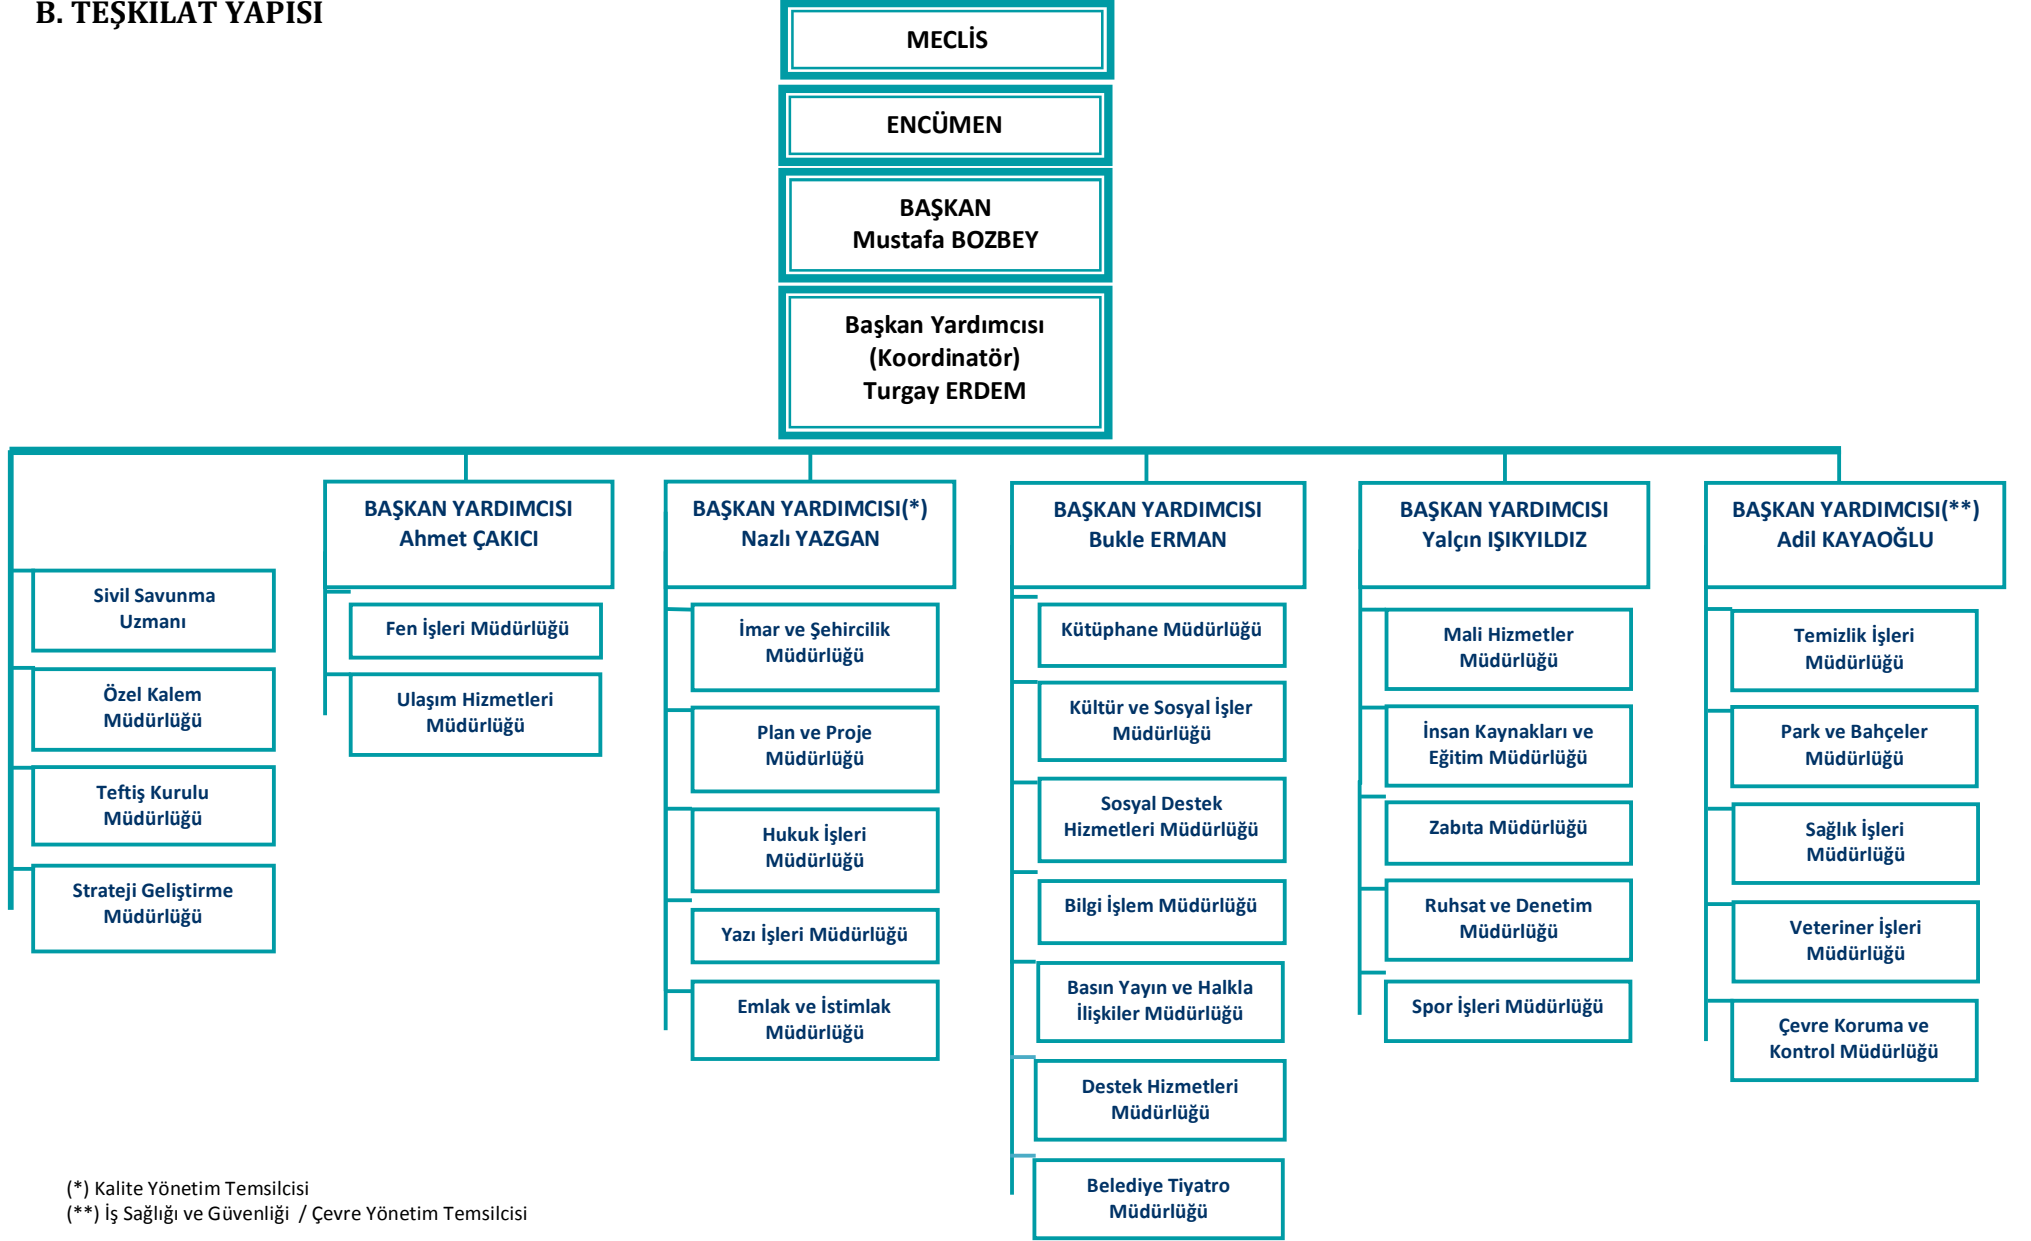 B. TEŞKİLAT YAPISI
MECLİS
ENCÜMEN
BAŞKAN
Mustafa BOZBEY
Başkan Yardımcısı
(Koordinatör)
Turgay ERDEM
Sivil Savunma
Uzmanı
Özel Kalem
Müdürlüğü
Teftiş Kurulu
Müdürlüğü
Strateji Geliştirme
Müdürlüğü
BAŞKAN YARDIMCISI
Ahmet ÇAKICI
Fen İşleri Müdürlüğü
Ulaşım Hizmetleri
Müdürlüğü
BAŞKAN YARDIMCISI(*)
Nazlı YAZGAN
İmar ve Şehircilik
Müdürlüğü
Plan ve Proje
Müdürlüğü
Hukuk İşleri
Müdürlüğü
Yazı İşleri Müdürlüğü
Emlak ve İstimlak
Müdürlüğü
BAŞKAN YARDIMCISI
Bukle ERMAN
Kütüphane Müdürlüğü
Kültür ve Sosyal İşler
Müdürlüğü
Sosyal Destek
Hizmetleri Müdürlüğü
Bilgi İşlem Müdürlüğü
Basın Yayın ve Halkla
İlişkiler Müdürlüğü
Destek Hizmetleri
Müdürlüğü
Belediye Tiyatro
Müdürlüğü
BAŞKAN YARDIMCISI
Yalçın IŞIKYILDIZ
Mali Hizmetler
Müdürlüğü
İnsan Kaynakları ve
Eğitim Müdürlüğü
Zabıta Müdürlüğü
Ruhsat ve Denetim
Müdürlüğü
Spor İşleri Müdürlüğü
BAŞKAN YARDIMCISI(**)
Adil KAYAOĞLU
Temizlik İşleri
Müdürlüğü
Park ve Bahçeler
Müdürlüğü
Sağlık İşleri
Müdürlüğü
Veteriner İşleri
Müdürlüğü
Çevre Koruma ve
Kontrol Müdürlüğü
(*) Kalite Yönetim Temsilcisi
(**) İş Sağlığı ve Güvenliği / Çevre Yönetim Temsilcisi